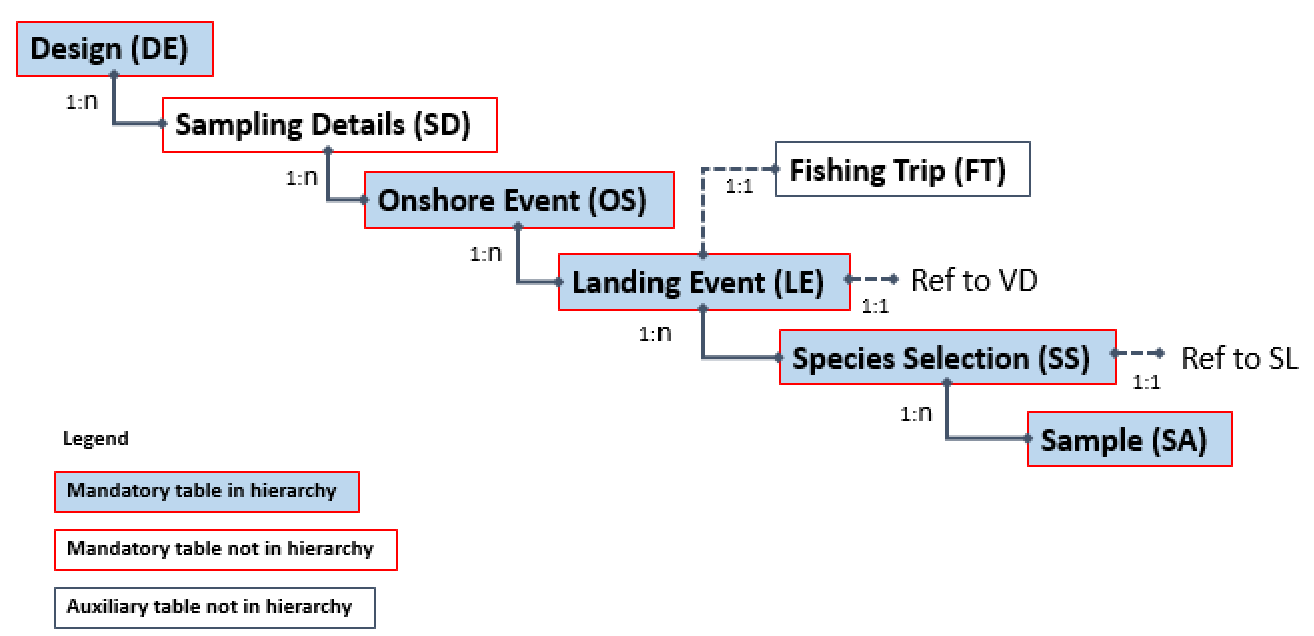 Design (DE)
1:n
Sampling Details (SD)
1:n
Onshore Event (OS)
Fishing Trip (FT)
1:1
1:n
Landing Event (LE)
Ref to VD
1:1
1:n
Species Selection (SS)
Ref to SL
1:1
1:n
Sample (SA)
Legend
Mandatory table in hierarchy
Mandatory table not in hierarchy
Auxiliary table not in hierarchy